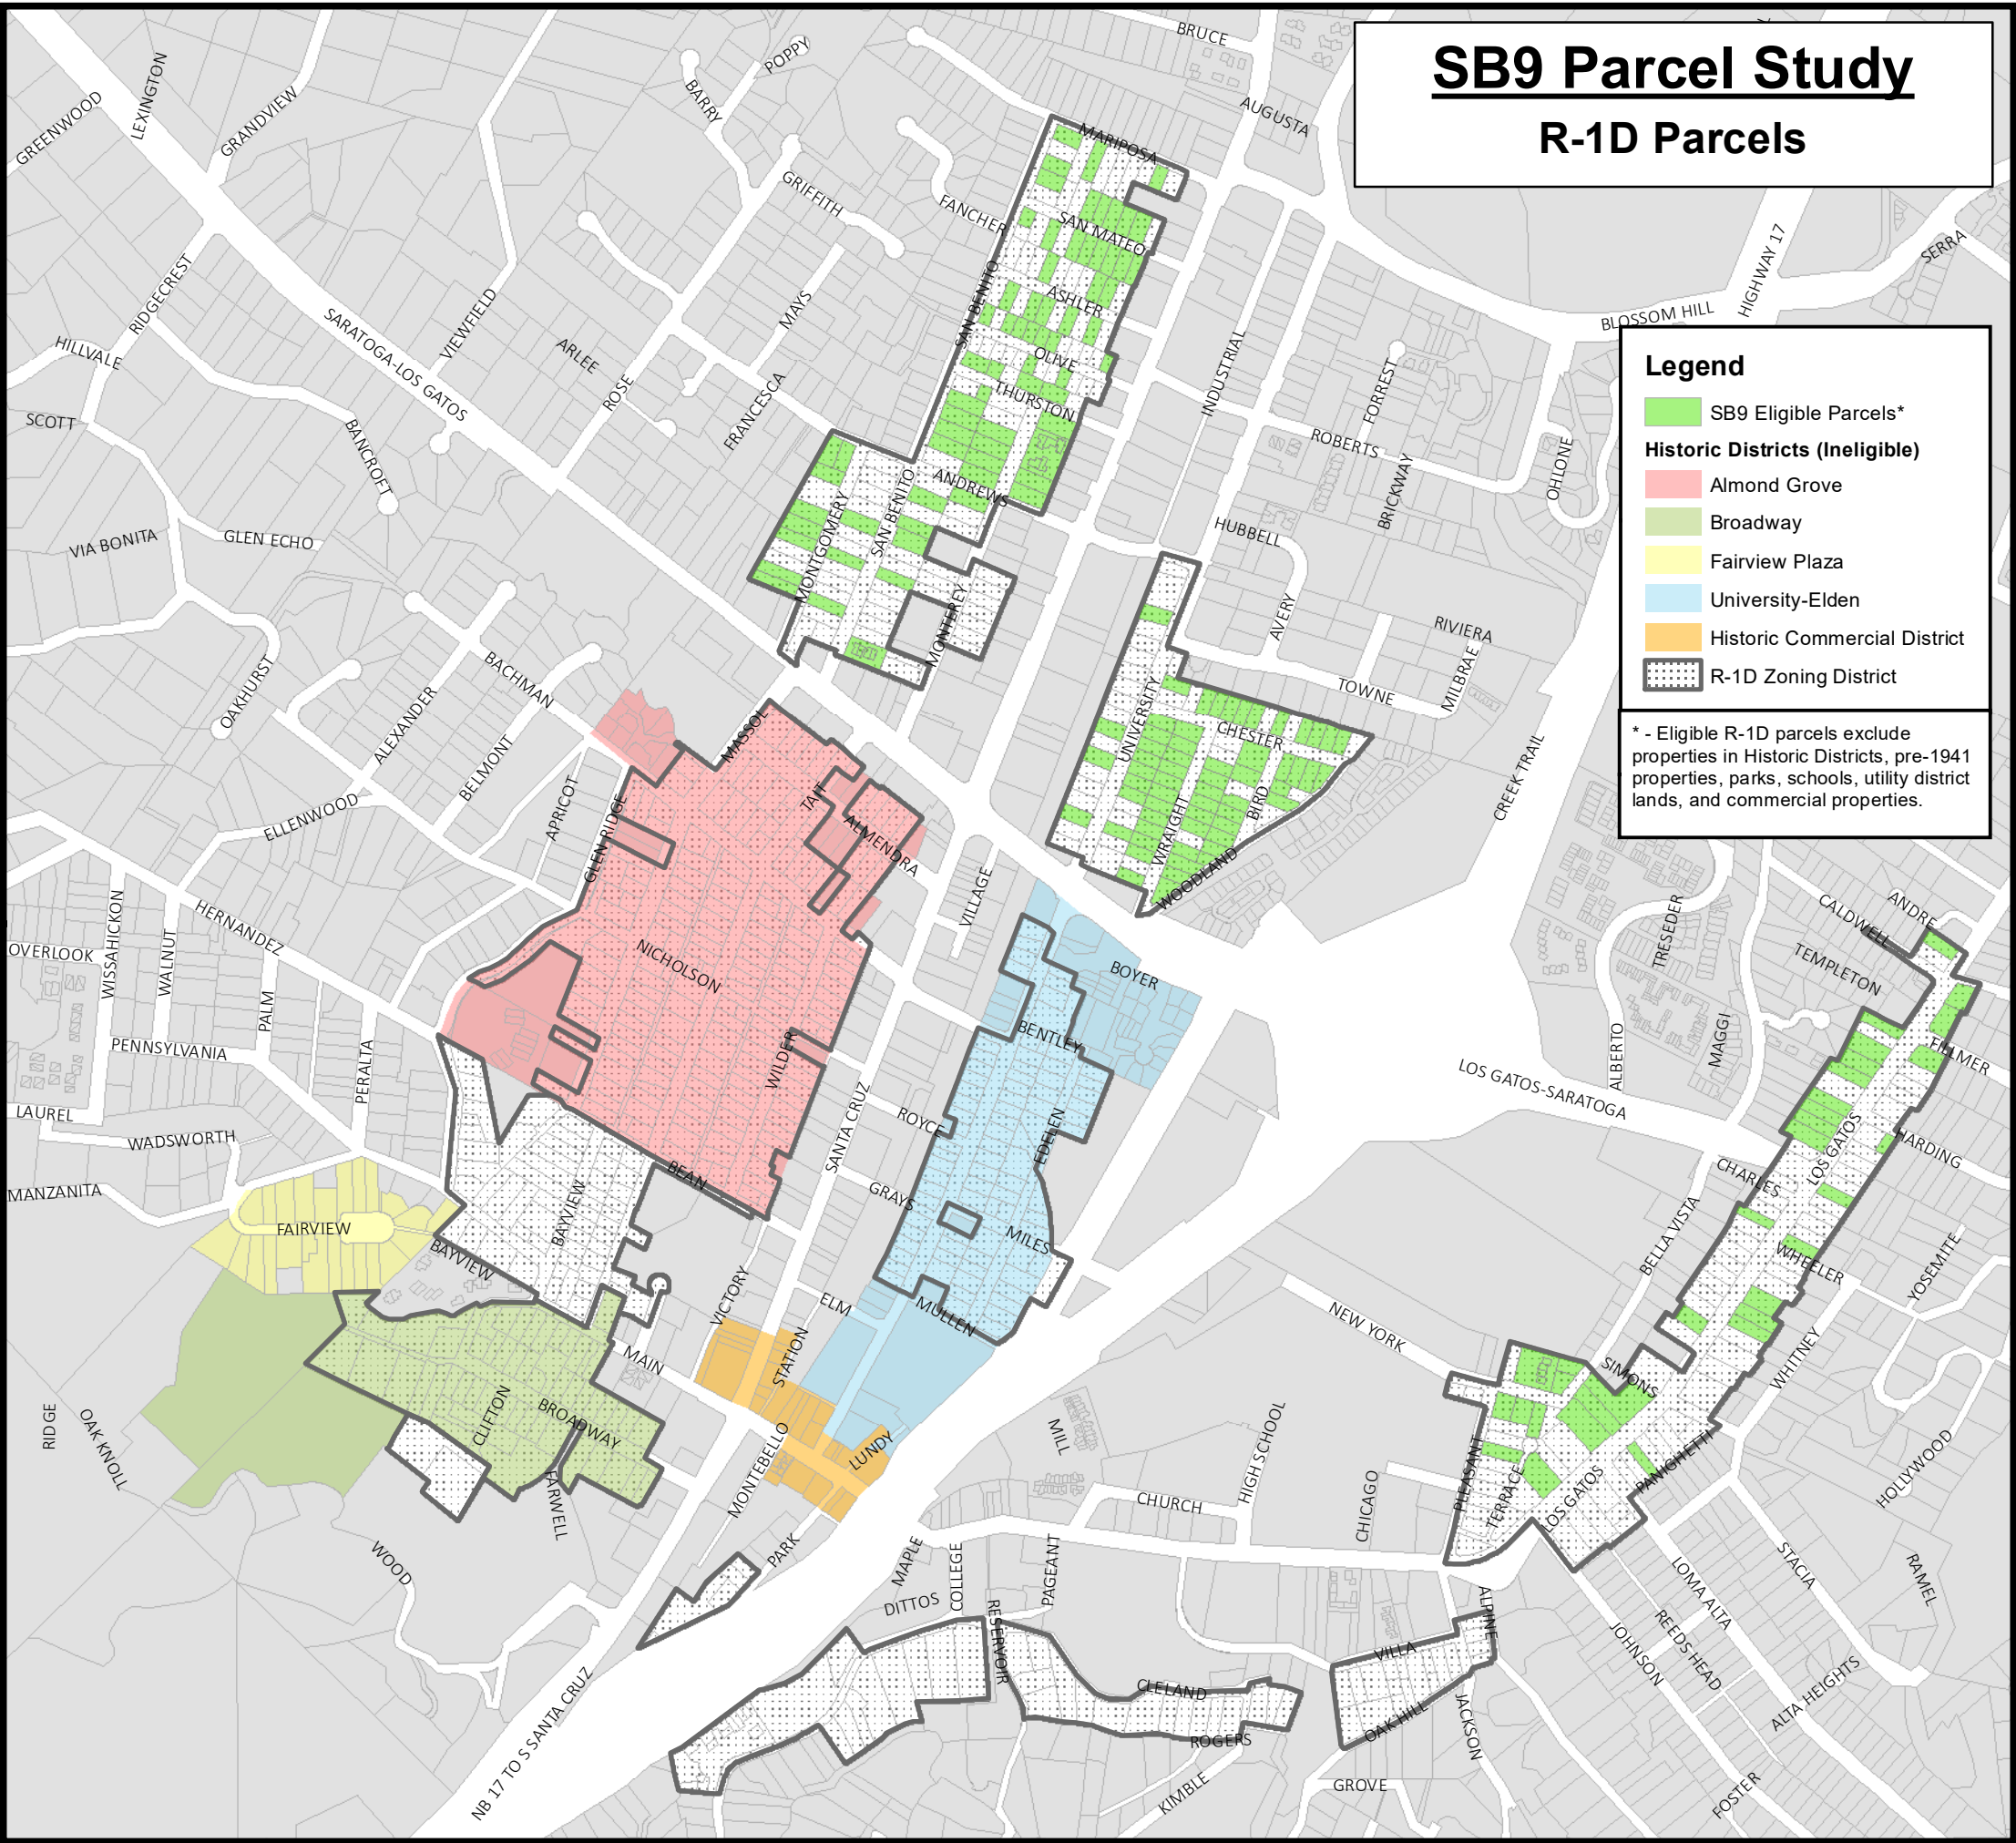 SB9 Parcel Study
R-1D Parcels
Legend
SB9 Eligible Parcels*
Historic Districts (Ineligible)
Almond Grove
Broadway
Fairview Plaza
University-Elden
Historic Commercial District
R-1D Zoning District
* - Eligible R-1D parcels exclude
properties in Historic Districts, pre-1941
properties, parks, schools, utility district
lands, and commercial properties.
BRUCE
POPPY
LEXINGTON
BARRY
GREENWOOD
GRANDVIEW
AUGUSTA
MARIPOSA
GRIFFITH
FANCHER
SAN MATEO
SERRA
HIGHWAY 17
RIDGECREST
SAN BENITO
ASHLER
MAYS
VIEWFIELD
BLOSSOM HILL
SARATOGA-LOS GATOS
HILLVALE
ARLEE
OLIVE
INDUSTRIAL
FORREST
ROSE
THURSTON
FRANCESCA
SCOTT
BANCROFT
ROBERTS
OHLONE
BRICKWAY
ANDREWS
SAN BENITO
MONTGOMERY
HUBBELL
VIA BONITA
GLEN ECHO
AVERY
RIVIERA
MONTEREY
BACHMAN
OAKHURST
TOWNE
MILBRAE
UNIVERSITY
ALEXANDER
MASSOL
CHESTER
BELMONT
CREEK TRAIL
TAIT
BIRD
ELLENWOOD
APRICOT
GLEN RIDGE
ALMENDRA
WRAIGHT
WOODLAND
VILLAGE
HERNANDEZ
WISSAHICKON
WALNUT
OVERLOOK
TRESEDER
CALDWELL
ANDRE
TEMPLETON
NICHOLSON
BOYER
PALM
BENTLEY
MAGGI
ALBERTO
FILLMER
PENNSYLVANIA
PERALTA
WILDER
LOS GATOS-SARATOGA
SANTA CRUZ
ROYCE
EDELEN
LAUREL
WADSWORTH
HARDING
LOS GATOS
CHARLES
BEAN
GRAYS
MANZANITA
FAIRVIEW
BAYVIEW
BAYVIEW
MILES
BELLA VISTA
WHEELER
YOSEMITE
VICTORY
ELM
MULLEN
NEW YORK
MAIN
STATION
SIMONS
WHITNEY
RIDGE
OAK KNOLL
CLIFTON
BROADWAY
MONTEBELLO
LUNDY
MILL
HIGH SCHOOL
PLEASANT
PANIGHETTI
HOLLYWOOD
FARWELL
CHURCH
CHICAGO
TERRACE
LOS GATOS
WOOD
PARK
MAPLE
COLLEGE
PAGEANT
DITTOS
RESERVOIR
ALPINE
LOMA ALTA
STACIA
RAMEL
REEDS HEAD
JOHNSON
VILLA
CLELAND
ALTA HEIGHTS
OAK HILL
JACKSON
ROGERS
NB 17 TO S SANTA CRUZ
KIMBLE
GROVE
FOSTER